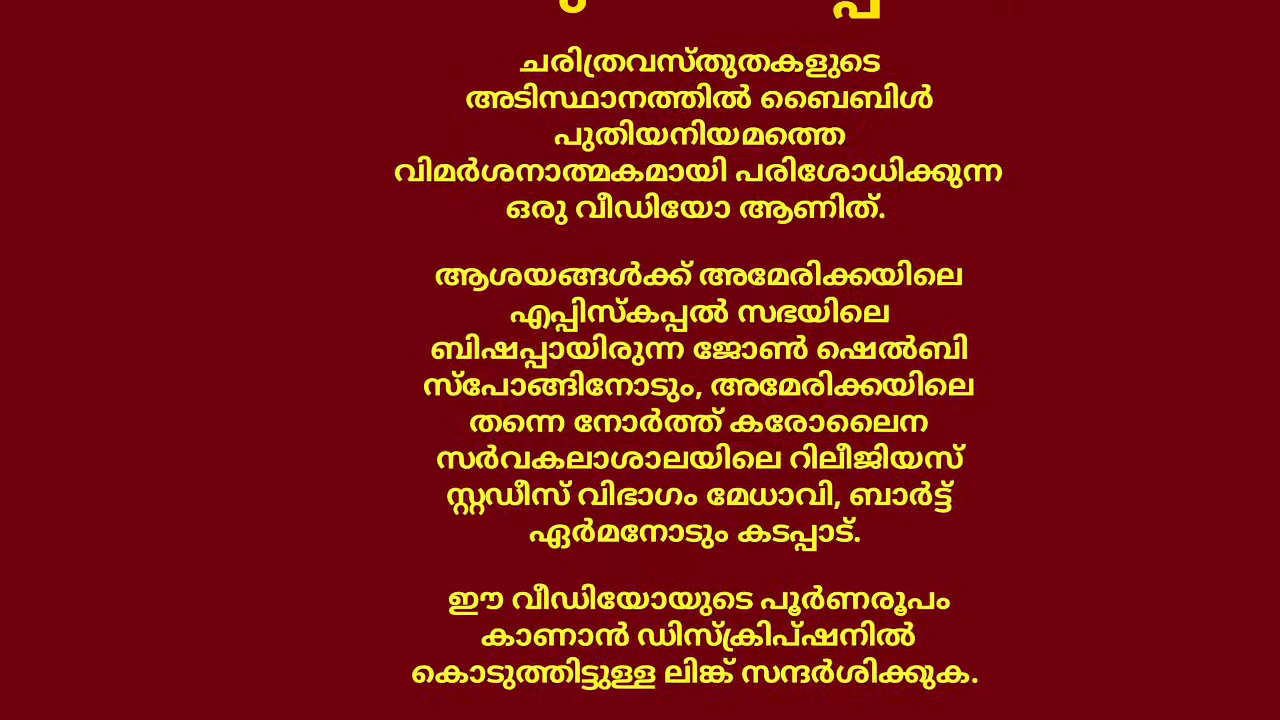 ചരിത്രവസ്തുതകളുടെ
അടിസ്ഥാനത്തിൽ ബൈബിൾ
പുതിയനിയമത്തെ
വിമർശനാത്മകമായി പരിശോധിക്കുന്ന
ഒരു വീഡിയോ ആണിത്.
ആശയങ്ങൾക്ക് അമേരിക്കയിലെ
എപ്പിസ്കപ്പൽ സഭയിലെ
ബിഷപ്പായിരുന്ന ജോൺ ഷെൽബി
സ്പോങ്ങിനോടും, അമേരിക്കയിലെ
തന്നെ നോർത്ത് കരോലൈന
സർവകലാശാലയിലെ റിലീജിയസ്
സ്റ്റഡീസ് വിഭാഗം മേധാവി, ബാർട്ട്
ഏർമനോടും കടപ്പാട്.
ഈ വീഡിയോയുടെ പൂർണരൂപം
കാണാൻ ഡിസ്ക്രിപ്ഷനിൽ
കൊടുത്തിട്ടുള്ള ലിങ്ക് സന്ദർശിക്കുക.